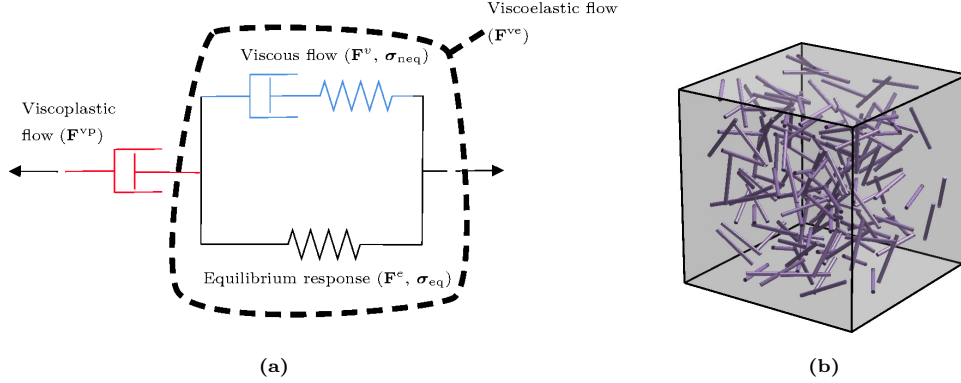 Viscoelastic flow
(F^ve)
Viscous flow (F^v, σ_neq)
Viscoplastic
flow (F^vp)
Equilibrium response (F^e, σ_eq)
(a)
(b)